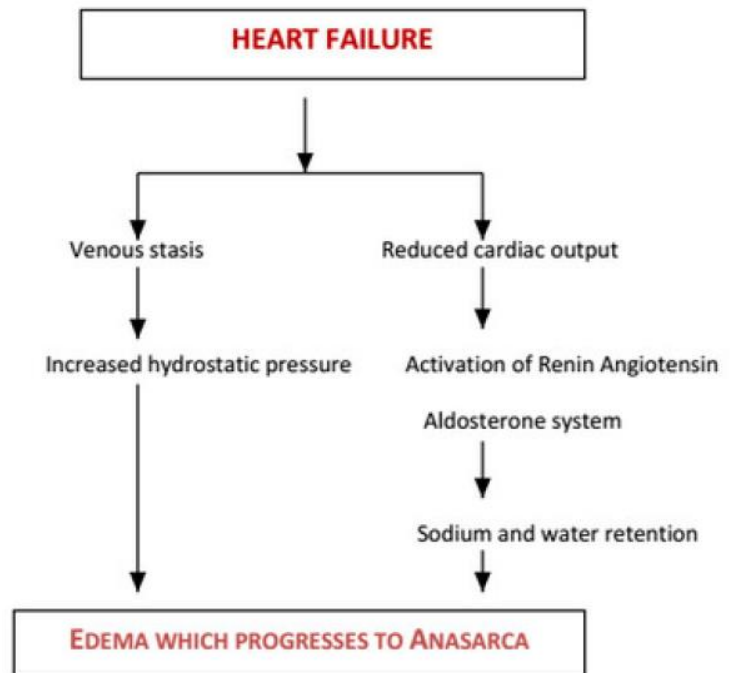 HEART FAILURE
Venous stasis
Reduced cardiac output
Increased hydrostatic pressure
Activation of Renin Angiotensin
Aldosterone system
Sodium and water retention
EDEMA WHICH PROGRESSES TO ANASARCA